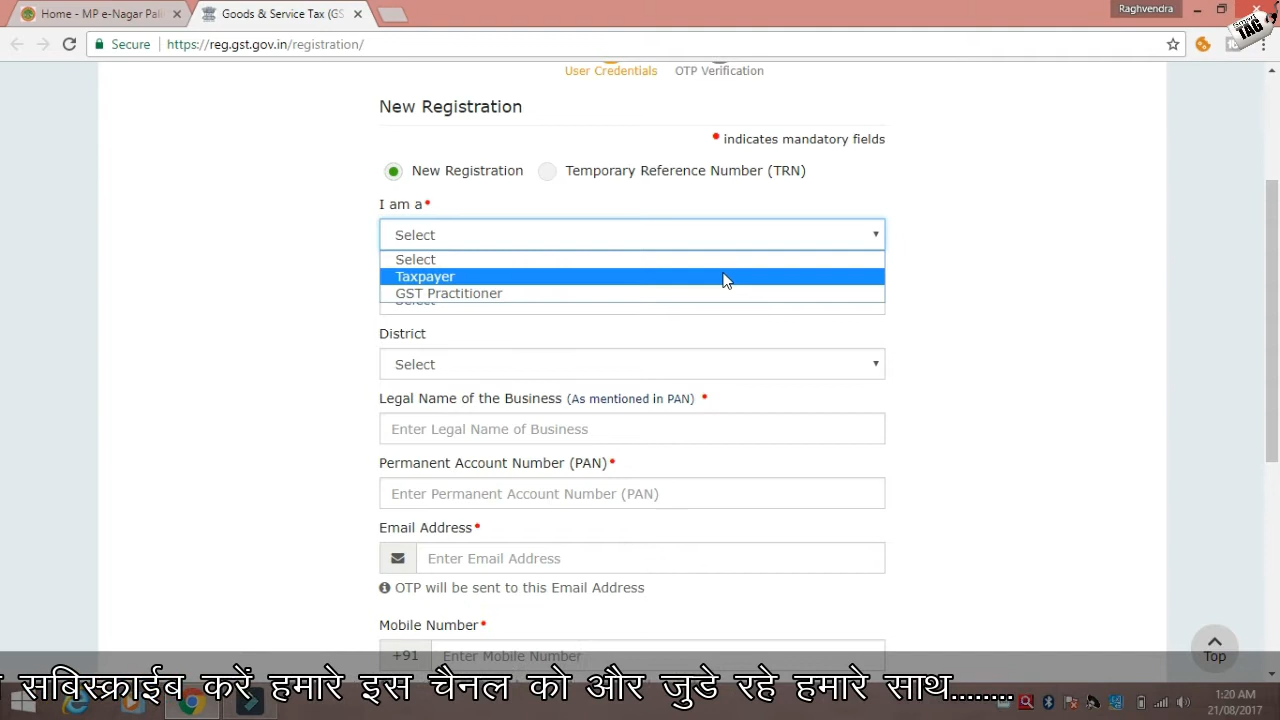 Home - MP e-Nagar Pal
Goods & Service Tax (GS
Raghvendra
TAG
Secure
https://reg.gst.gov.in/registration/
User Credentials
OTP Verification
New Registration
• indicates mandatory fields
New Registration
Temporary Reference Number (TRN)
I am a•
Select
Select
Taxpayer
GST Practitioner
Select
District
Select
Legal Name of the Business (As mentioned in PAN) •
Enter Legal Name of Business
Permanent Account Number (PAN)•
Enter Permanent Account Number (PAN)
Email Address•
Enter Email Address
OTP will be sent to this Email Address
Mobile Number•
+91 Enter Mobile Number
Top
सबिस्क्राईब करें हमारे इस चैनल को और जुडे रहे हमारे साथ.......
1:20 AM
21/08/2017